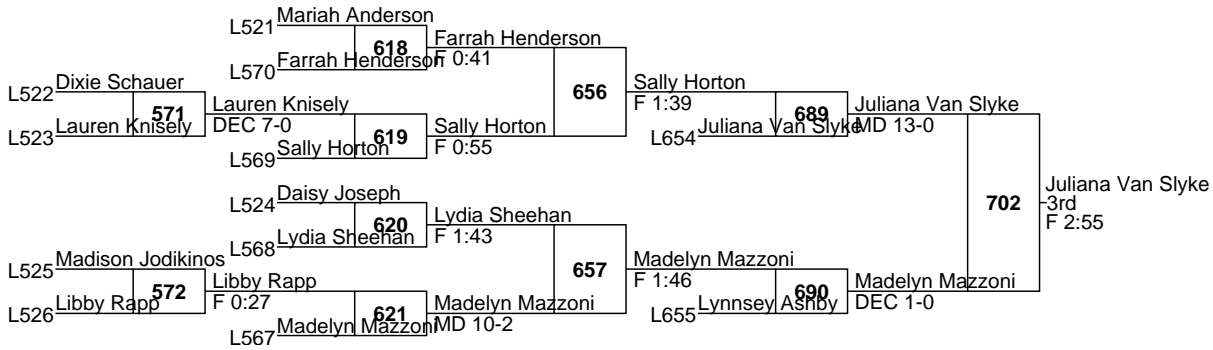 L521 Mariah Anderson
618
Farrah Henderson
F 0:41
L570 Farrah Henderson
L522 Dixie Schauer
571
Lauren Knisely
DEC 7-0
L523 Lauren Knisely
619
Sally Horton
F 0:55
L569 Sally Horton
656
Sally Horton
F 1:39
689
Juliana Van Slyke
MD 13-0
L654 Juliana Van Slyke
L524 Daisy Joseph
620
Lydia Sheehan
F 1:43
L568 Lydia Sheehan
702
Juliana Van Slyke
3rd
F 2:55
L525 Madison Jodikinos
572
Libby Rapp
F 0:27
L526 Libby Rapp
621
Madelyn Mazzoni
MD 10-2
L567 Madelyn Mazzoni
657
Madelyn Mazzoni
F 1:46
690
Madelyn Mazzoni
DEC 1-0
L655 Lynnsey Ashby